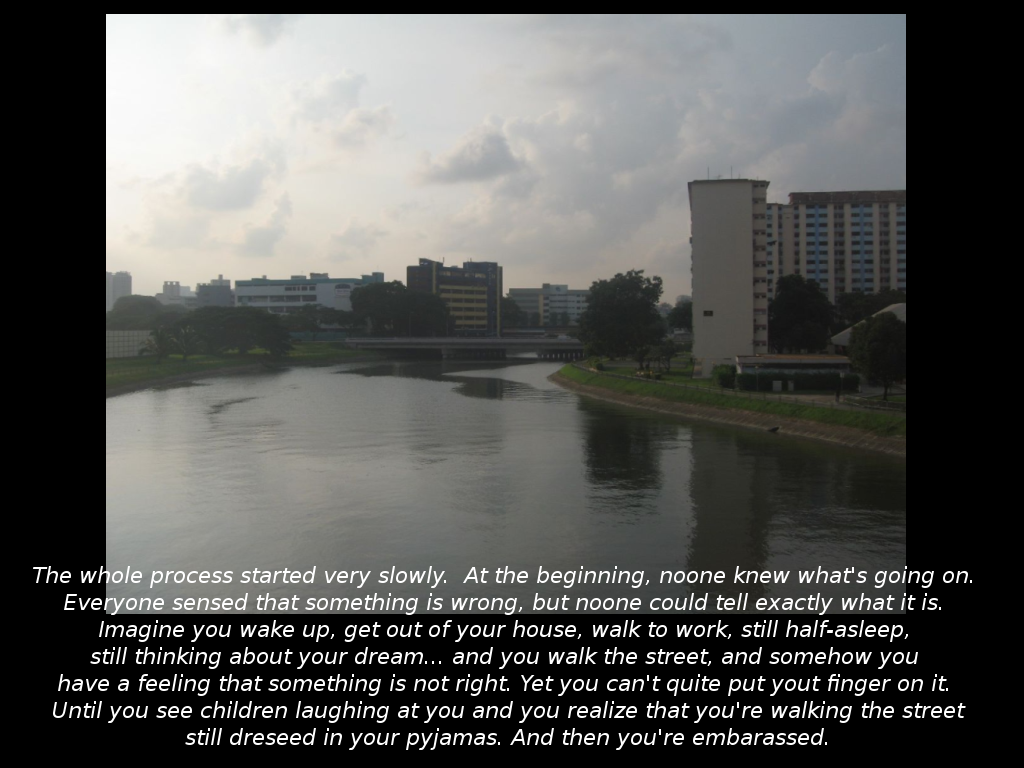 The whole process started very slowly.  At the beginning, noone knew what's going on.
Everyone sensed that something is wrong, but noone could tell exactly what it is.
Imagine you wake up, get out of your house, walk to work, still half-asleep,
still thinking about your dream... and you walk the street, and somehow you
have a feeling that something is not right. Yet you can't quite put yout finger on it.
Until you see children laughing at you and you realize that you're walking the street
still dreseed in your pyjamas. And then you're embarassed.